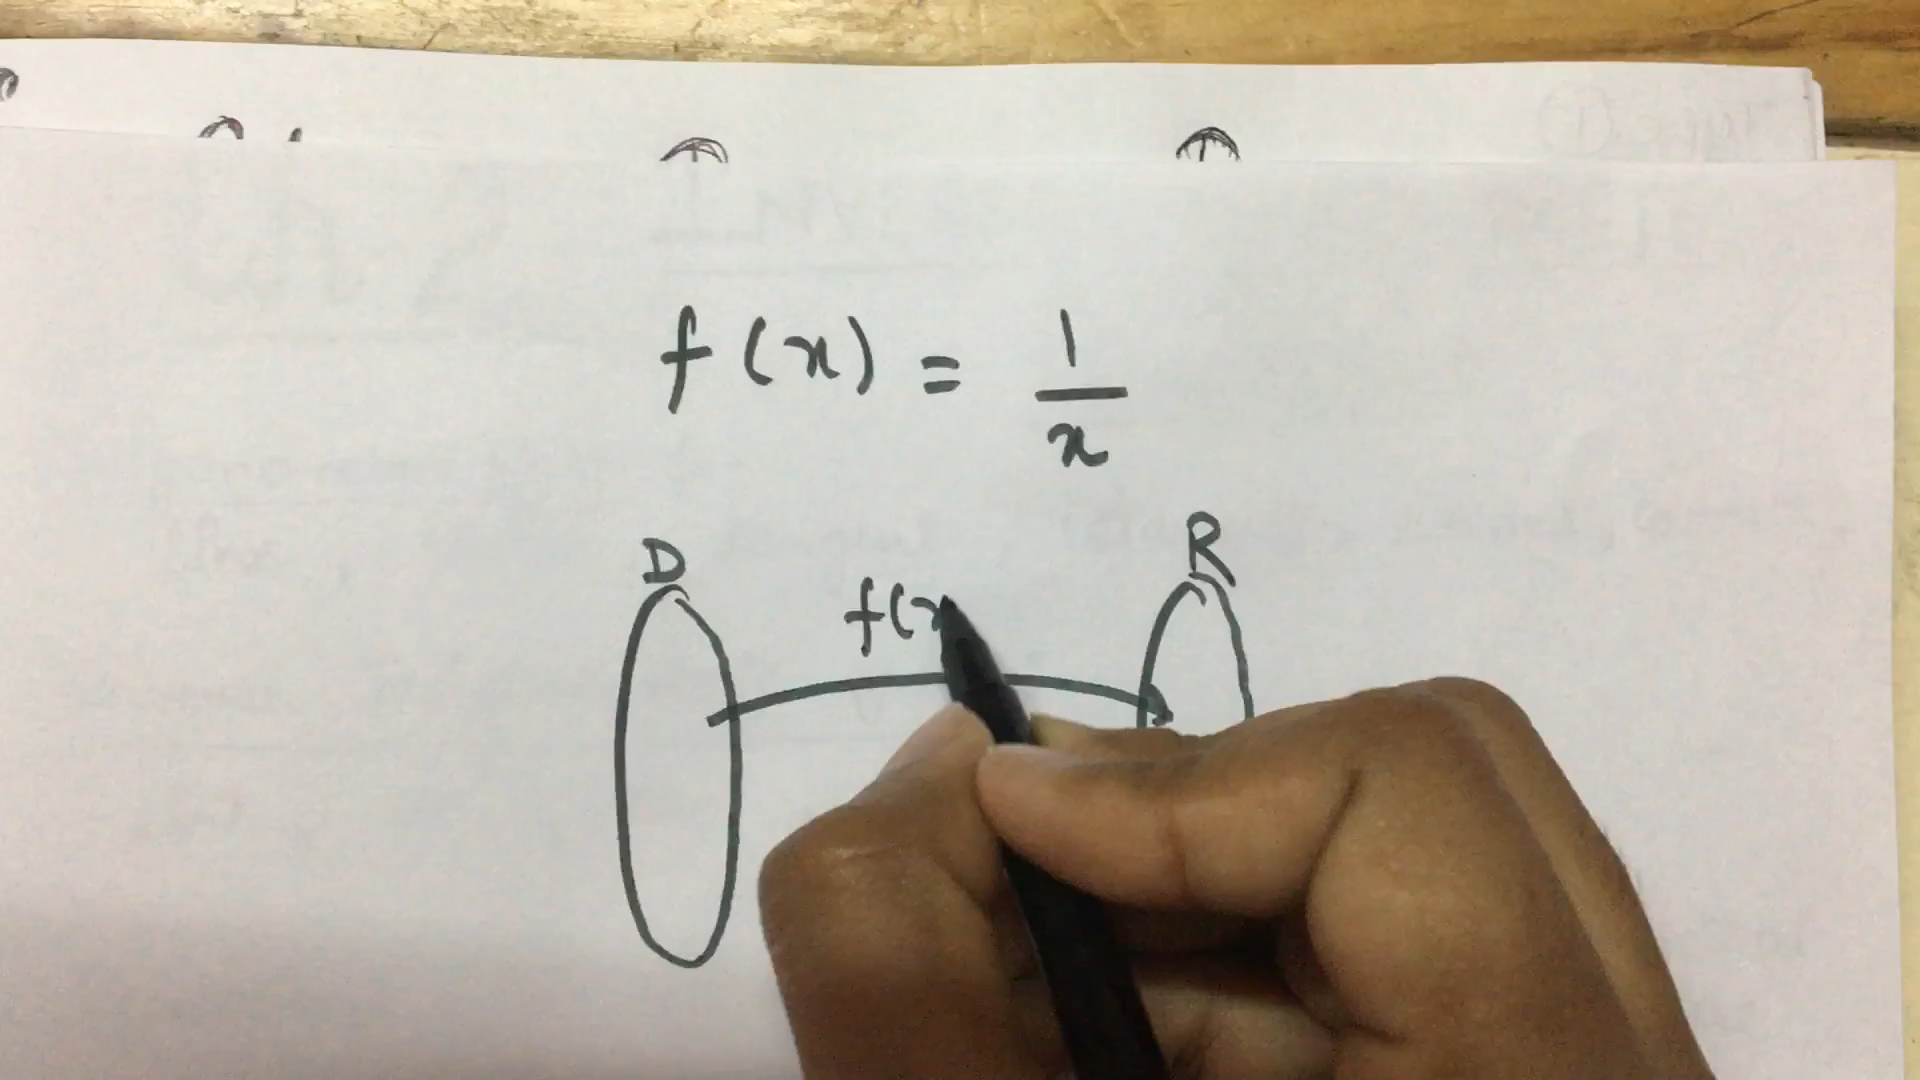 f(x) = 1/x
D R
f(x